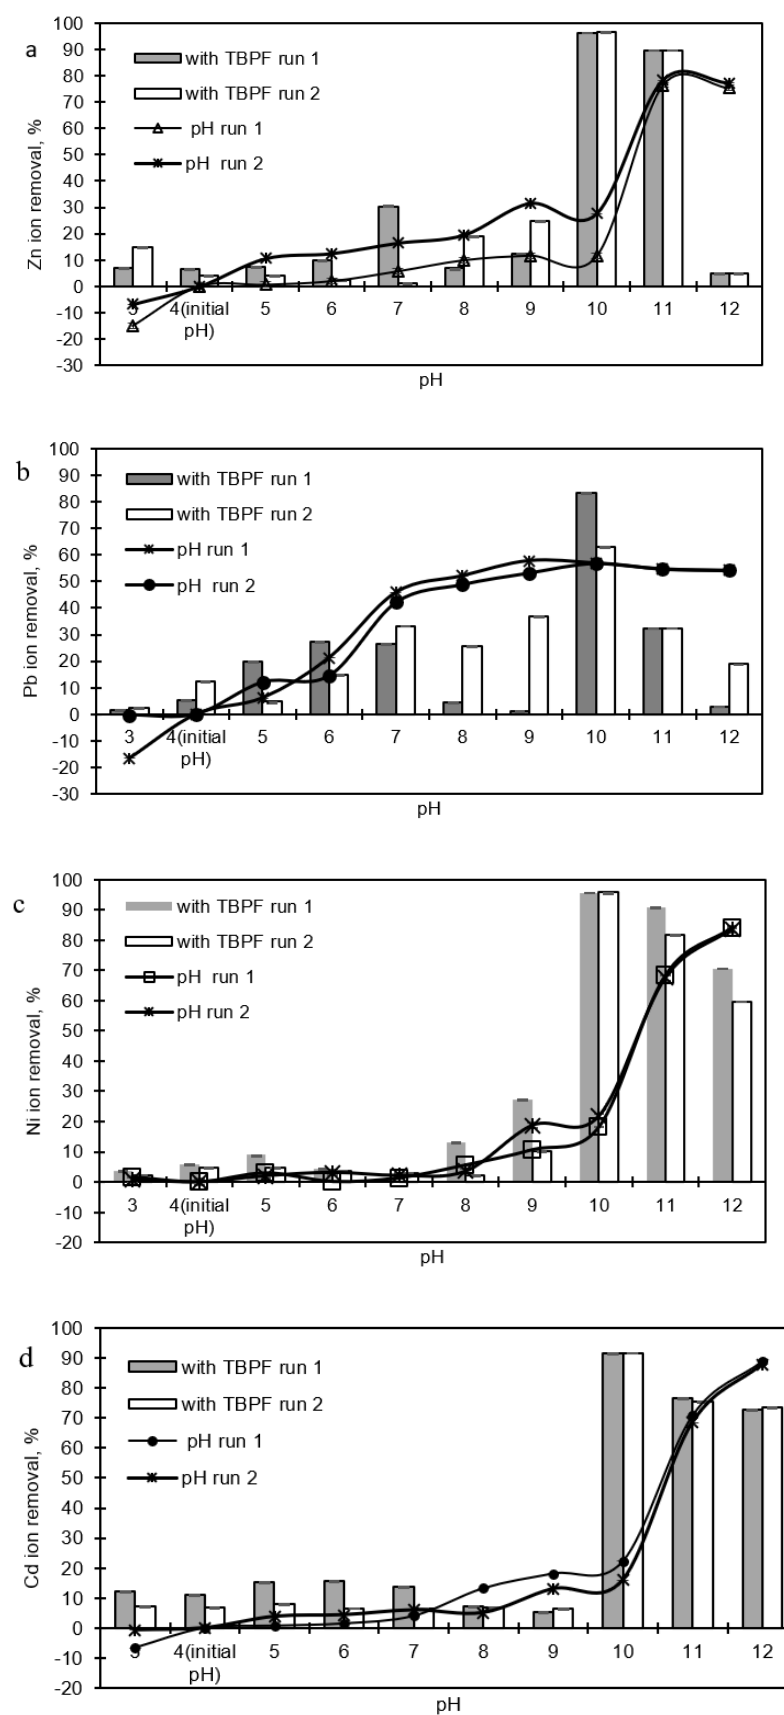 a
100
90
80
70
60
50
40
30
20
10
0
-10
-20
-30
Zn ion removal, %
with TBPF run 1
with TBPF run 2
pH run 1
pH run 2
3 4(initial pH) 5 6 7 8 9 10 11 12
pH
b
100
90
80
70
60
50
40
30
20
10
0
-10
-20
-30
Pb ion removal, %
with TBPF run 1
with TBPF run 2
pH run 1
pH run 2
3 4(initial pH) 5 6 7 8 9 10 11 12
pH
c
100
90
80
70
60
50
40
30
20
10
0
-10
-20
Ni ion removal, %
with TBPF run 1
with TBPF run 2
pH run 1
pH run 2
3 4(initial pH) 5 6 7 8 9 10 11 12
pH
d
100
90
80
70
60
50
40
30
20
10
0
-10
-20
Cd ion removal, %
with TBPF run 1
with TBPF run 2
pH run 1
pH run 2
3 4(initial pH) 5 6 7 8 9 10 11 12
pH